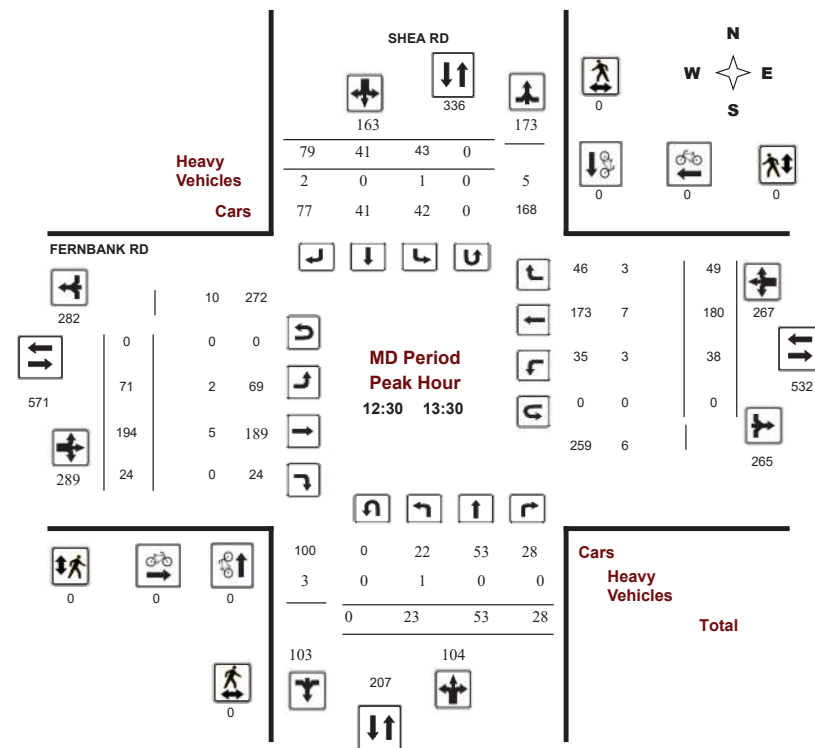 SHEA RD
N
W E
S
336
0
163
173
79 41 43 0
Heavy
Vehicles
2 0 1 0 5
Cars
77 41 42 0 168
0 0 0
FERNBANK RD
282
10 272
0 0 0
571
71 2 69
194 5 189
289
24 0 24
MD Period
Peak Hour
12:30 13:30
46 3 49
173 7 180
267
35 3 38
532
0 0 0
259 6
265
0 0 0
100 0 22 53 28
Cars
3 0 1 0 0
Heavy
Vehicles
0 23 53 28
Total
103
104
207
0